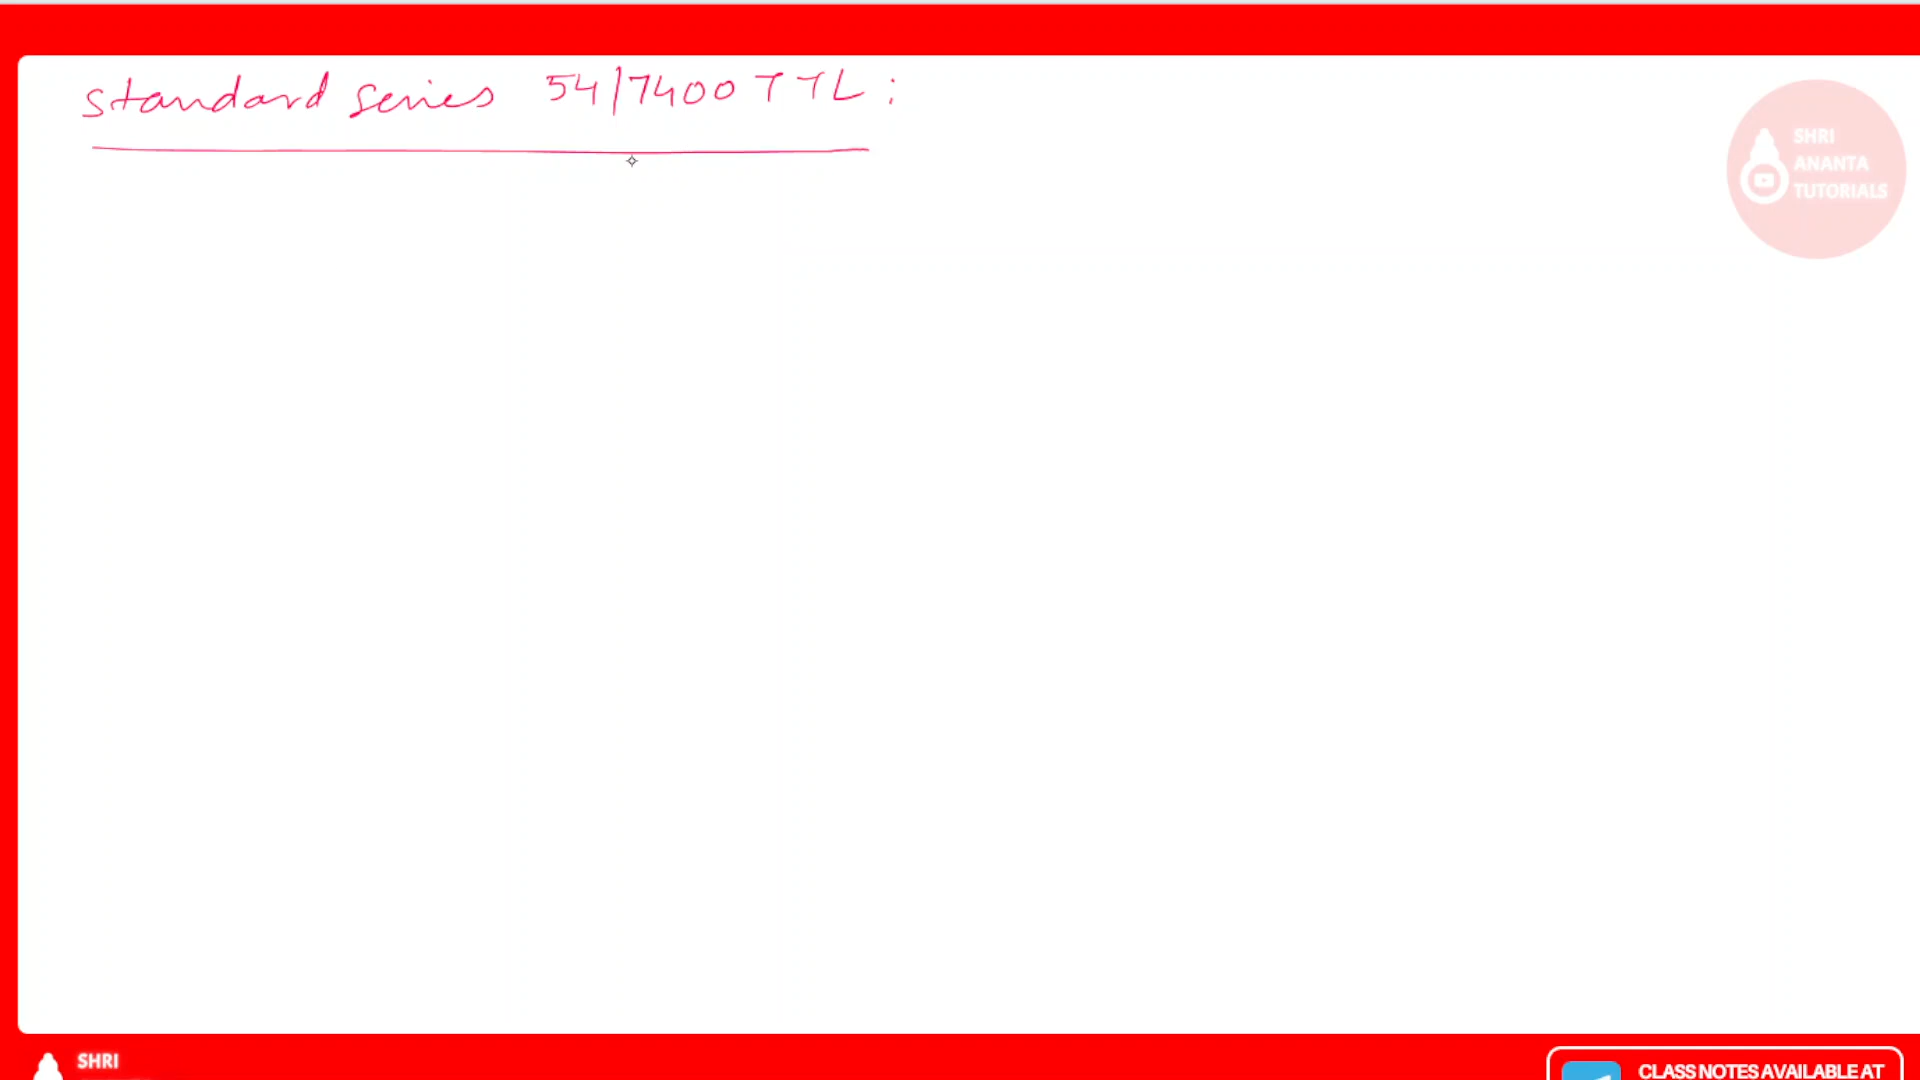 standard series 54/7400 TTL:
SHRI
ANANTA
TUTORIALS
SHRI
CLASS NOTES AVAILABLE AT